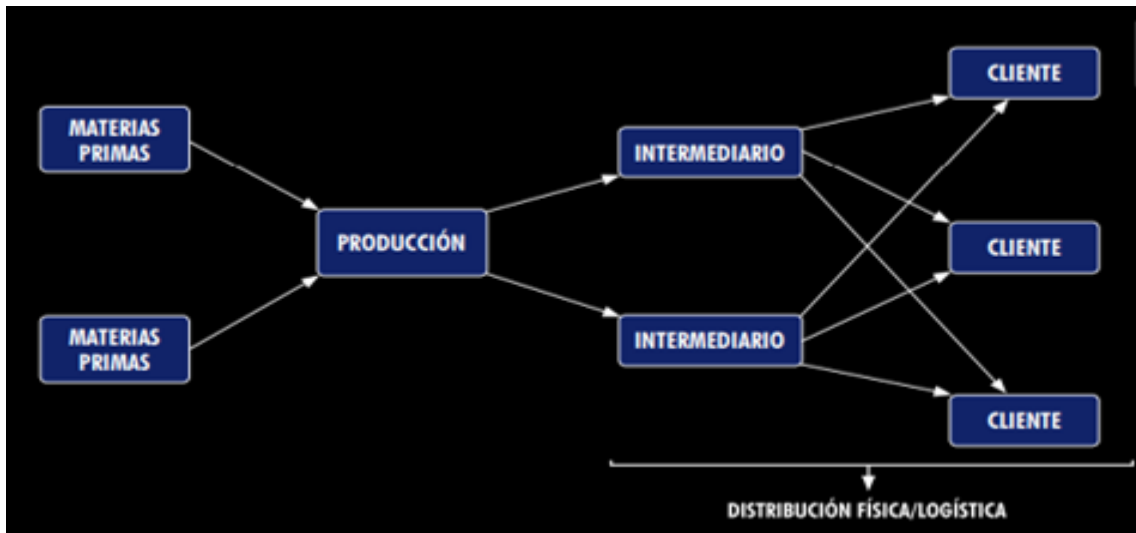 MATERIAS
PRIMAS
MATERIAS
PRIMAS
PRODUCCIÓN
INTERMEDIARIO
INTERMEDIARIO
CLIENTE
CLIENTE
CLIENTE
DISTRIBUCIÓN FÍSICA/LOGÍSTICA